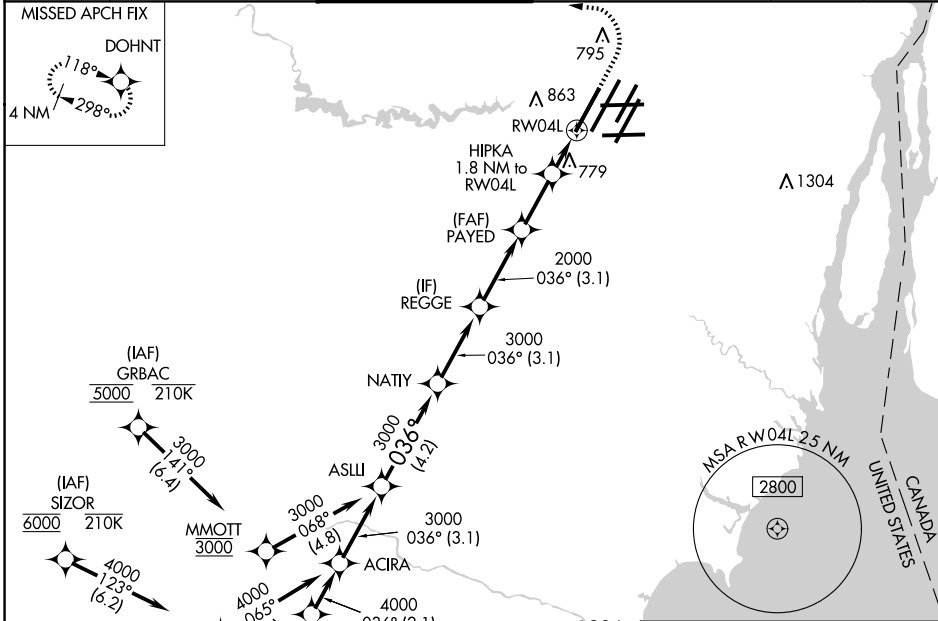 MISSED APCH FIX
DOHNT
118°
298°
4 NM
795
863
RW04L
HIPKA
1.8 NM to
RW04L
779
1304
(FAF)
PAYED
2000
036° (3.1)
(IF)
REGGE
3000
036° (3.1)
NATIY
(IAF)
GRBAC
5000 210K
3000
141°
(6.4)
3000
036°
(4.2)
ASLLI
(IAF)
SIZOR
6000 210K
4000
123°
(6.2)
MMOTT
3000
3000
068°
(4.8)
3000
036° (3.1)
ACIRA
4000
065°
4000
MSA RW04L 25 NM
2800
CANADA
UNITED STATES